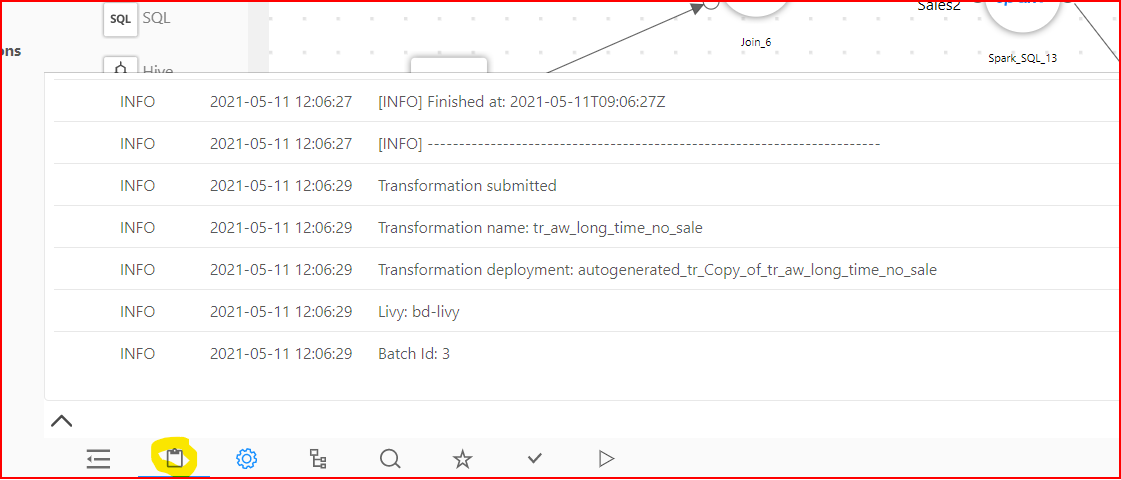 SQL SQL
Sales2
ons
Join_6
Spark_SQL_13
Hive
INFO 2021-05-11 12:06:27 [INFO] Finished at: 2021-05-11T09:06:27Z
INFO 2021-05-11 12:06:27 [INFO] ------------------------------------------------------------------------
INFO 2021-05-11 12:06:29 Transformation submitted
INFO 2021-05-11 12:06:29 Transformation name: tr_aw_long_time_no_sale
INFO 2021-05-11 12:06:29 Transformation deployment: autogenerated_tr_Copy_of_tr_aw_long_time_no_sale
INFO 2021-05-11 12:06:29 Livy: bd-livy
INFO 2021-05-11 12:06:29 Batch Id: 3